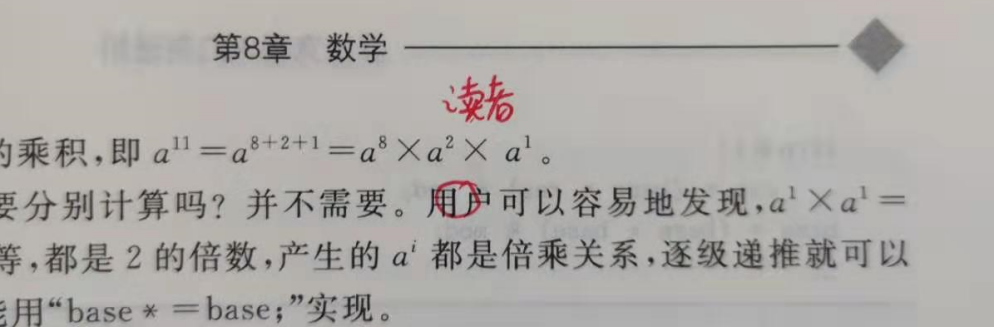 第8章 数学
读者
的乘积,即 a¹¹=a⁸⁺²⁺¹=a⁸×a²× a¹。
要分别计算吗?并不需要。用户可以容易地发现,a¹×a¹=
等,都是 2 的倍数,产生的 aⁱ 都是倍乘关系,逐级递推就可以
能用“base *=base;”实现。